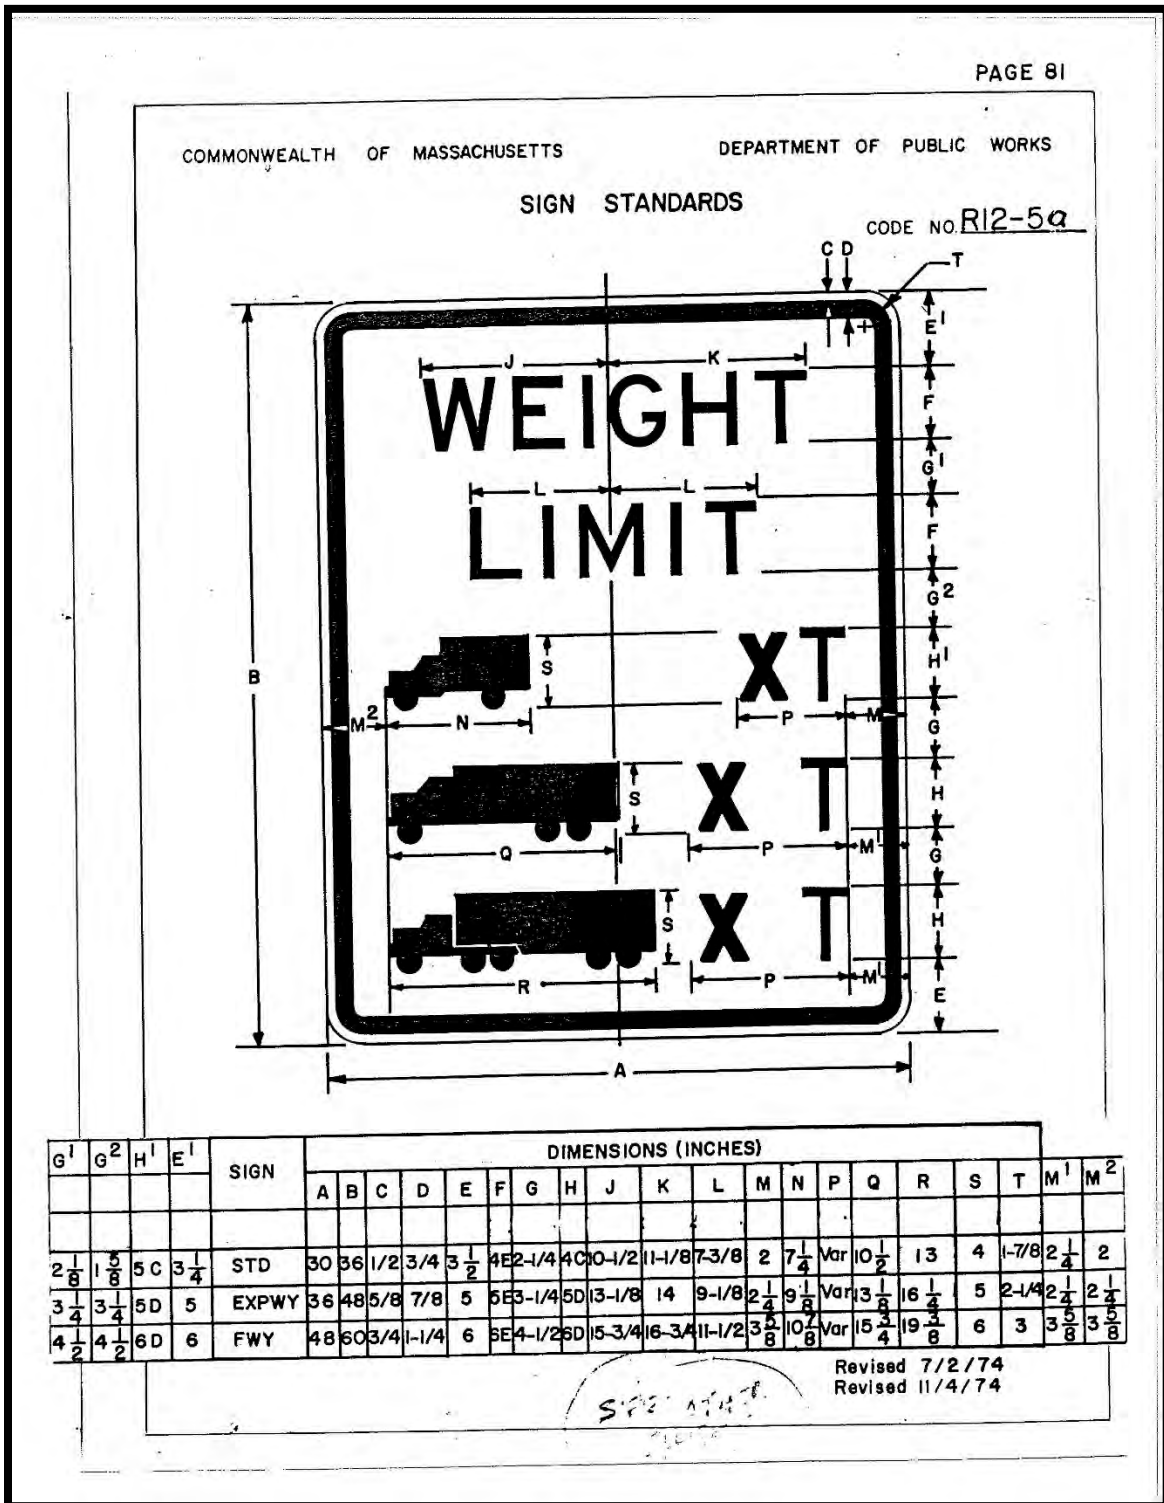 PAGE 81
COMMONWEALTH OF MASSACHUSETTS DEPARTMENT OF PUBLIC WORKS
SIGN STANDARDS
CODE NO. R12-5a
C D T
E¹
J K
WEIGHT
F
G¹
L L
LIMIT
F
G²
B S X T H¹
M² N P M G
S X T H
Q P M¹ G
S X T H
R P M¹ E
A
G¹ G² H¹ E¹ SIGN DIMENSIONS (INCHES)
A B C D E F G H J K L M N P Q R S T M¹ M²
2 1/8 1 5/8 5C 3 1/4 STD 30 36 1/2 3/4 3 1/2 4E 2-1/4 4C 10-1/2 11-1/8 7-3/8 2 7 1/4 Var 10 1/2 13 4 1-7/8 2 1/4 2
3 1/4 3 1/4 5D 5 EXPWY 36 48 5/8 7/8 5 5E 3-1/4 5D 13-1/8 14 9-1/8 2 1/4 9 1/8 Var 13 1/8 16 1/4 5 2-1/4 2 1/4 2 1/4
4 1/2 4 1/2 6D 6 FWY 48 60 3/4 1-1/4 6 6E 4-1/2 6D 15-3/4 16-3/4 11-1/2 3 5/8 10 7/8 Var 15 3/4 19 3/8 6 3 3 5/8 3 5/8
Revised 7/2/74
Revised 11/4/74